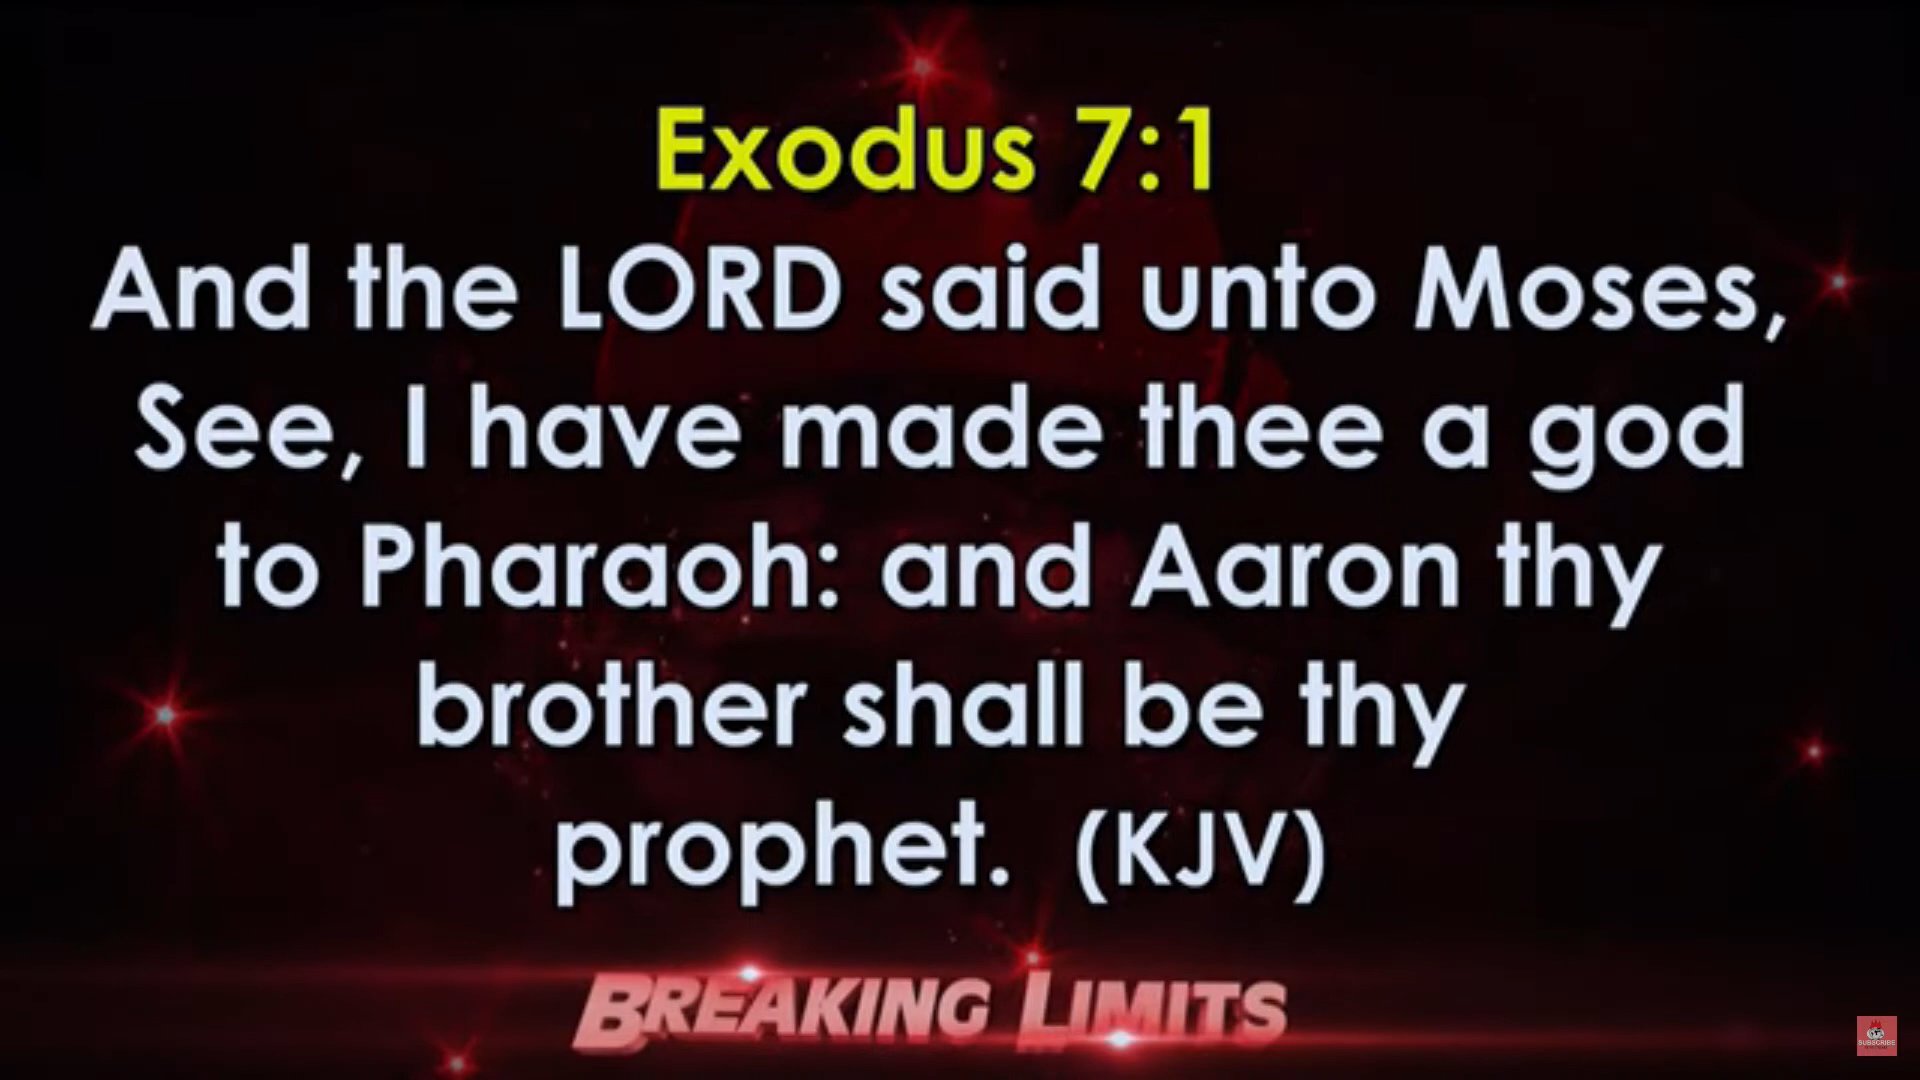 Exodus 7:1
And the LORD said unto Moses,
See, I have made thee a god
to Pharaoh: and Aaron thy
brother shall be thy
prophet. (KJV)
BREAKING LIMITS
SUBSCRIBE